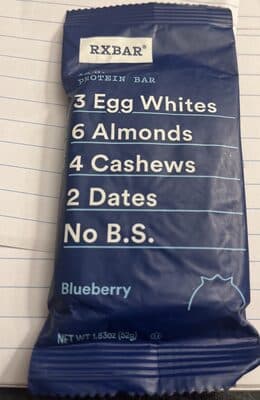 RXBAR®
PROTEIN BAR
3 Egg Whites
6 Almonds
4 Cashews
2 Dates
No B.S.
Blueberry
NET WT 1.83oz (52g)